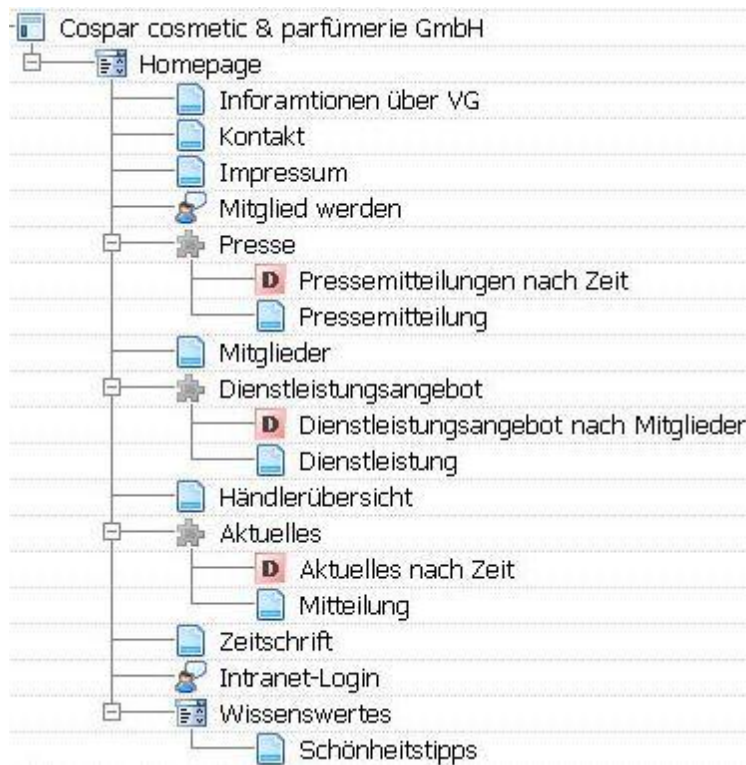 Cospar cosmetic & parfümerie GmbH
Homepage
Inforamtionen über VG
Kontakt
Impressum
Mitglied werden
Presse
D Pressemitteilungen nach Zeit
Pressemitteilung
Mitglieder
Dienstleistungsangebot
D Dienstleistungsangebot nach Mitglieder
Dienstleistung
Händlerübersicht
Aktuelles
D Aktuelles nach Zeit
Mitteilung
Zeitschrift
Intranet-Login
Wissenswertes
Schönheitstipps